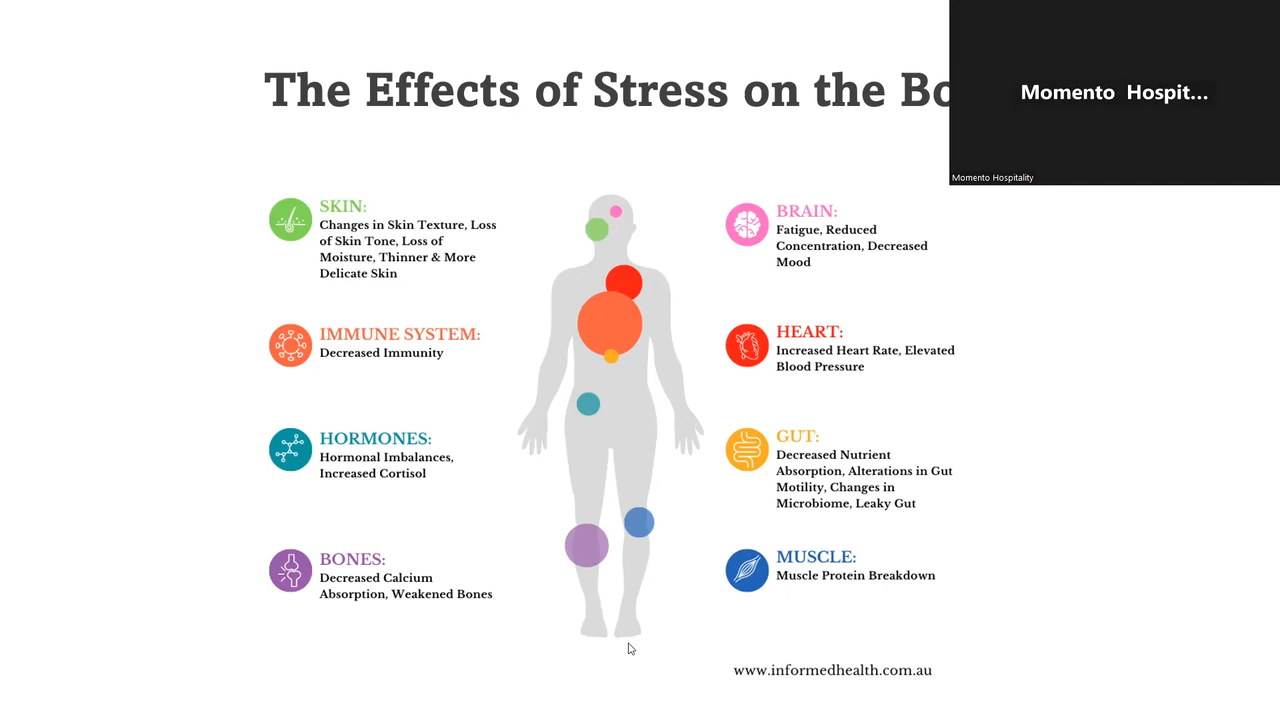 The Effects of Stress on the Bo
Momento Hospit...
Momento Hospitality
SKIN:
Changes in Skin Texture, Loss
of Skin Tone, Loss of
Moisture, Thinner & More
Delicate Skin
IMMUNE SYSTEM:
Decreased Immunity
HORMONES:
Hormonal Imbalances,
Increased Cortisol
BONES:
Decreased Calcium
Absorption, Weakened Bones
BRAIN:
Fatigue, Reduced
Concentration, Decreased
Mood
HEART:
Increased Heart Rate, Elevated
Blood Pressure
GUT:
Decreased Nutrient
Absorption, Alterations in Gut
Motility, Changes in
Microbiome, Leaky Gut
MUSCLE:
Muscle Protein Breakdown
www.informedhealth.com.au